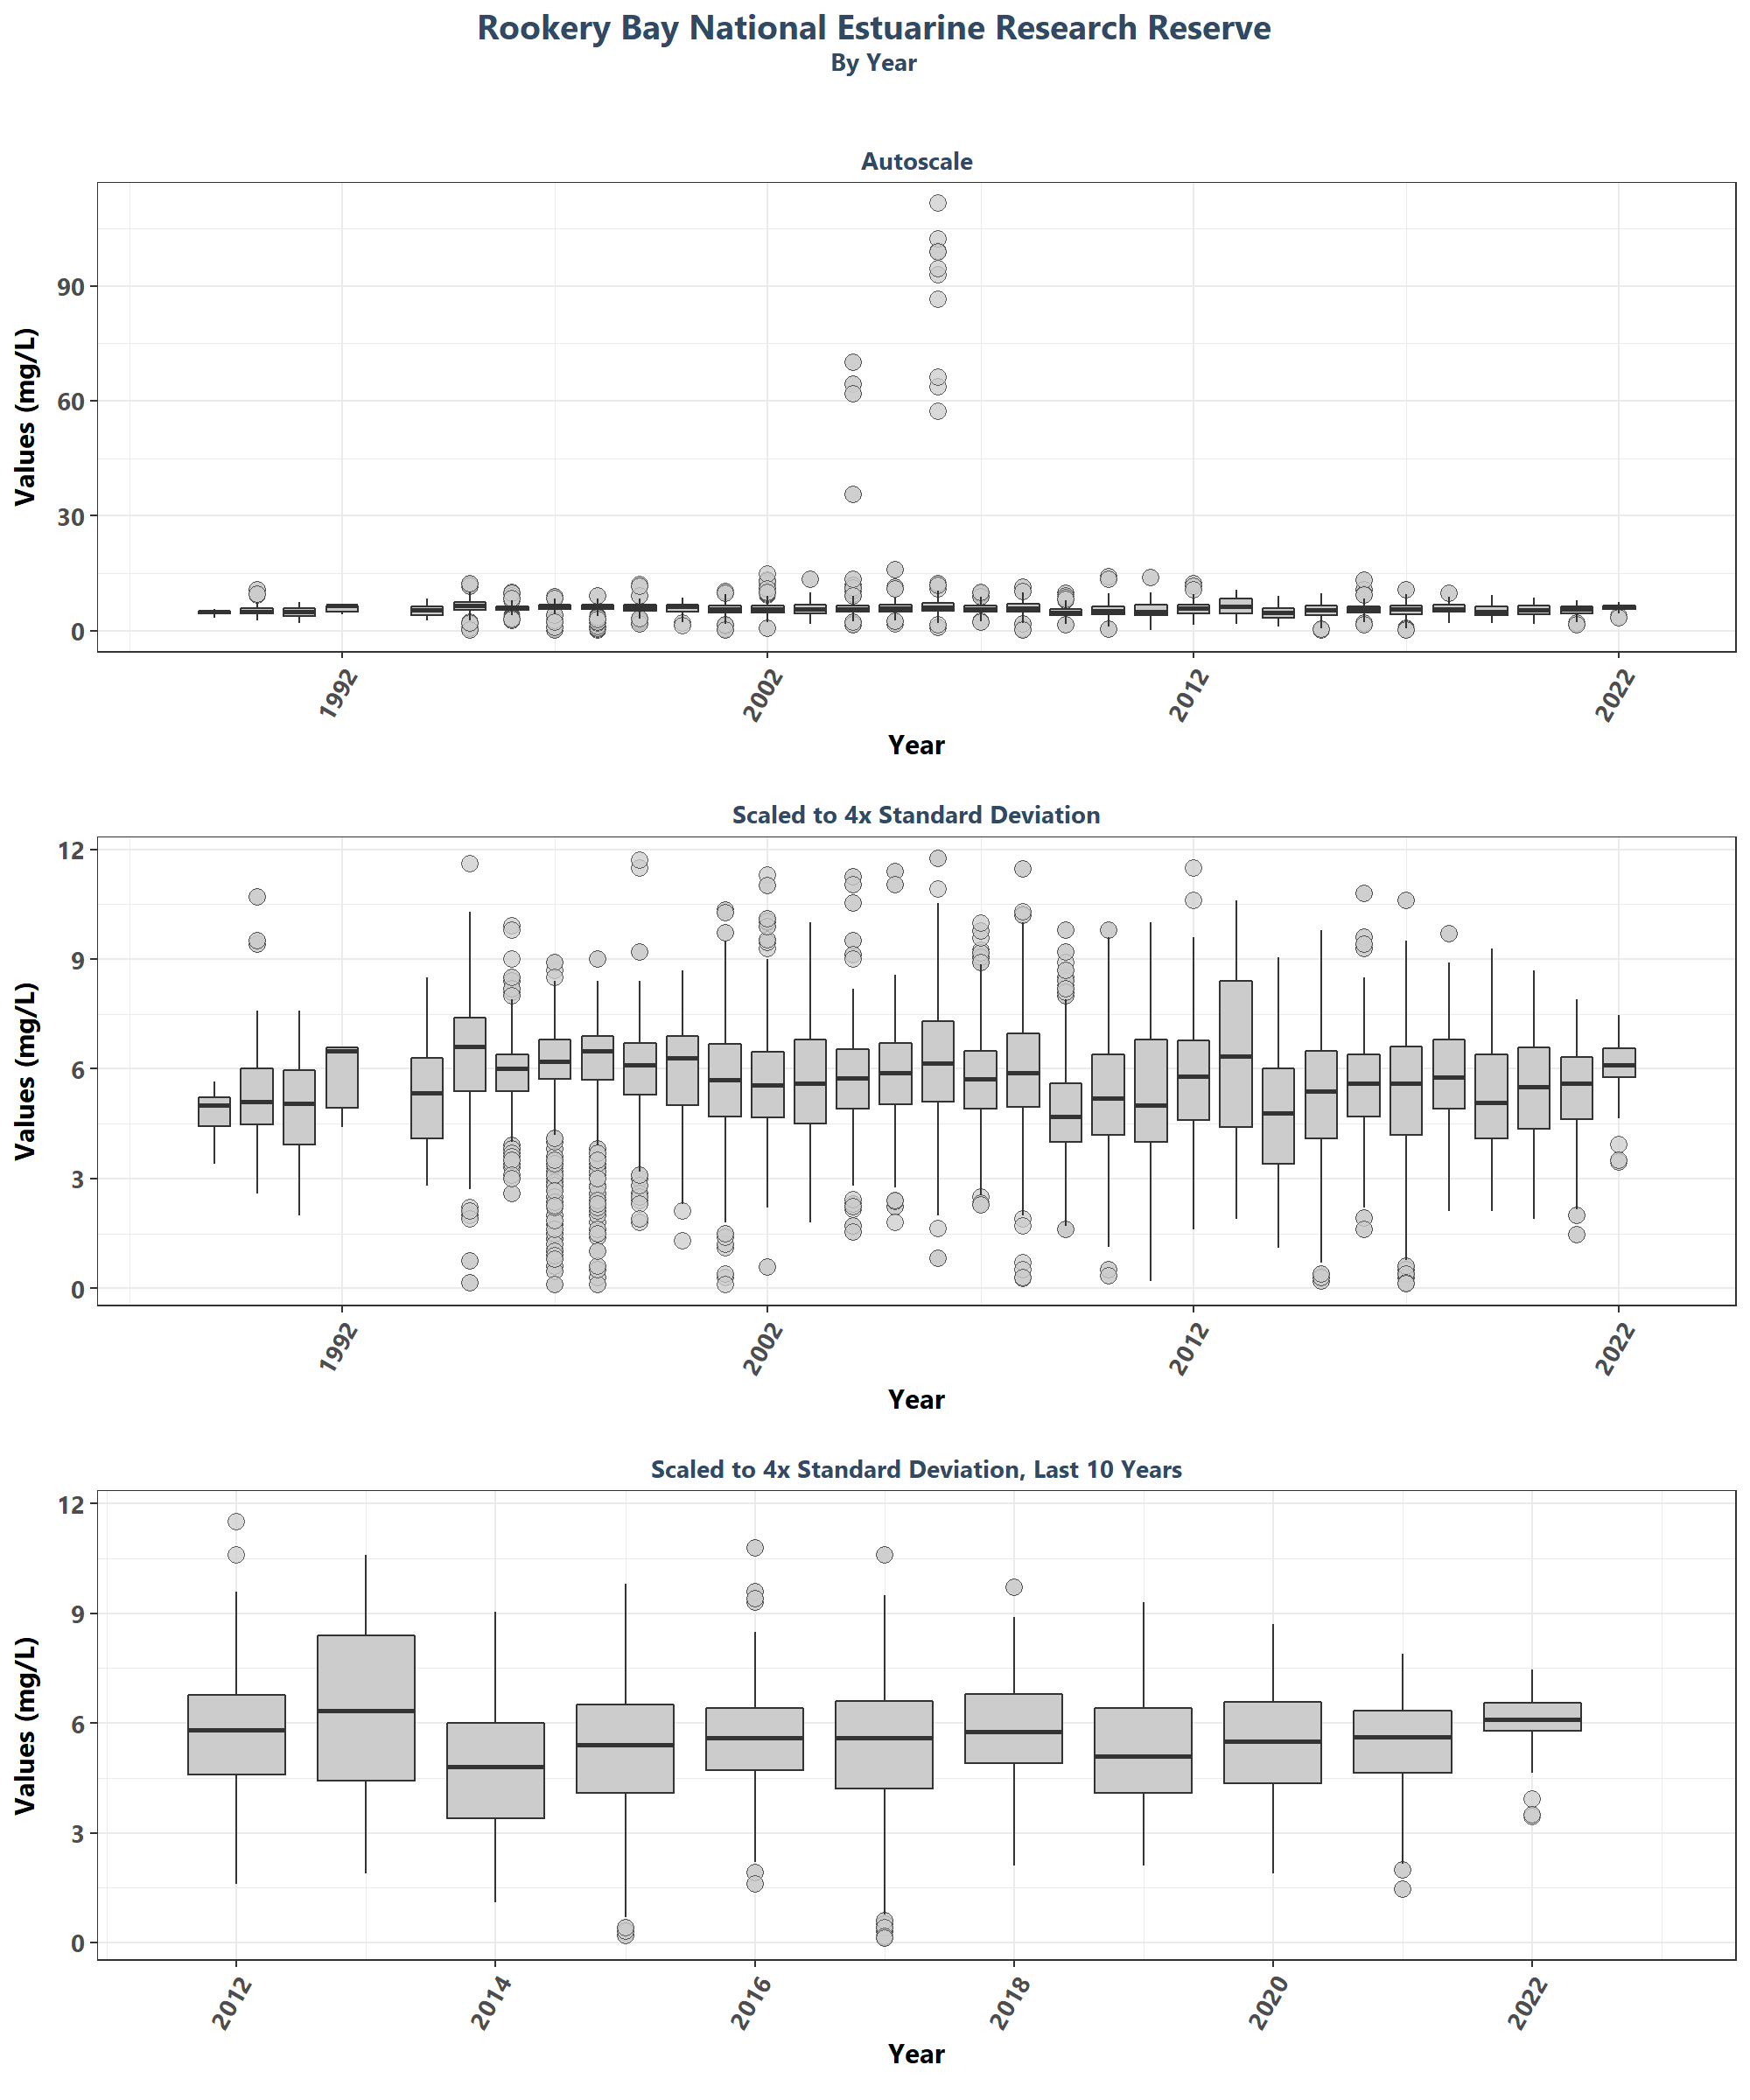 Rookery Bay National Estuarine Research Reserve
By Year
Autoscale
Values (mg/L)
90
60
30
0
1992
2002
2012
2022
Year
Scaled to 4x Standard Deviation
Values (mg/L)
12
9
6
3
0
1992
2002
2012
2022
Year
Scaled to 4x Standard Deviation, Last 10 Years
Values (mg/L)
12
9
6
3
0
2012
2014
2016
2018
2020
2022
Year